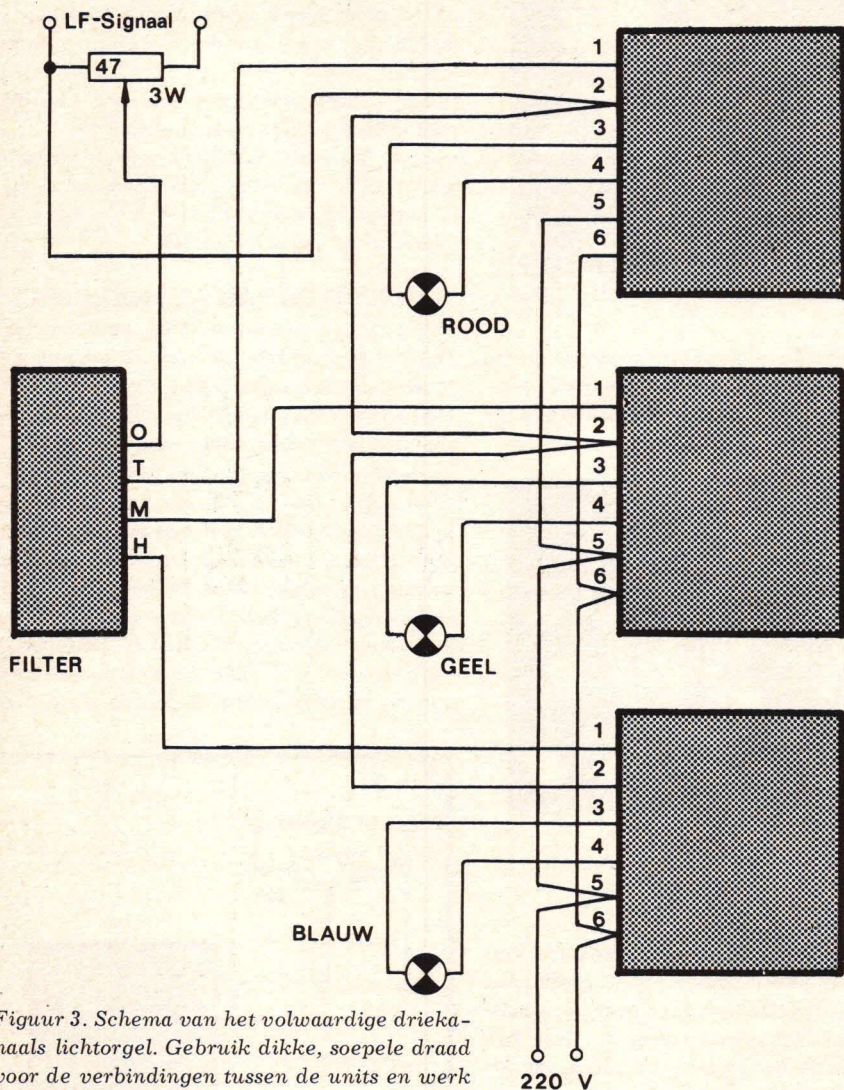 LF-Signaal
47
3W
1
2
3
4
5
6
ROOD
FILTER
O
T
M
H
1
2
3
4
5
6
GEEL
1
2
3
4
5
6
BLAUW
220 V
Figuur 3. Schema van het volwaardige drieka-
naals lichtorgel. Gebruik dikke, soepele draad
voor de verbindingen tussen de units en werk